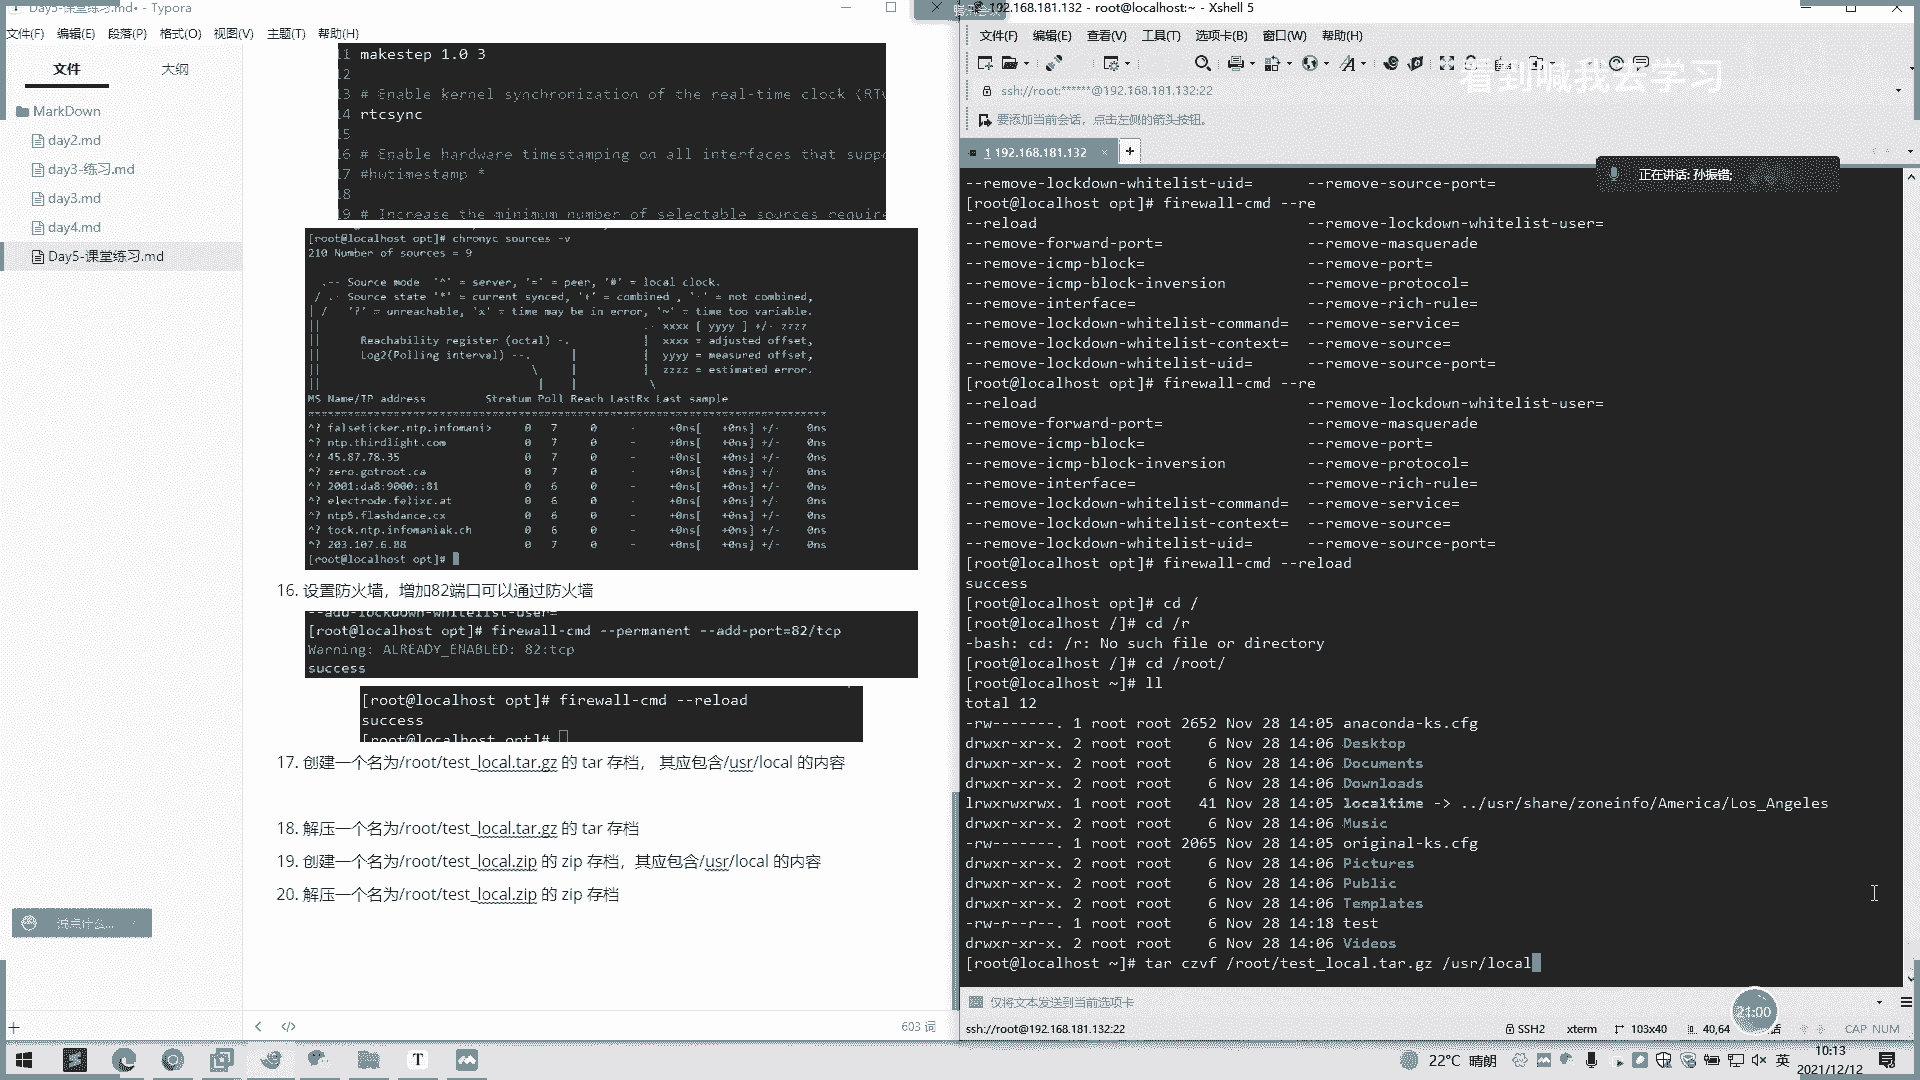 Day5-课堂练习.md• - Typora
文件(F) 编辑(E) 段落(P) 格式(O) 视图(V) 主题(T) 帮助(H)
文件 大纲
MarkDown
day2.md
day3-练习.md
day3.md
day4.md
Day5-课堂练习.md
11 makestep 1.0 3
12
13 # Enable kernel synchronization of the real-time clock (RT
14 rtcsync
15
16 # Enable hardware timestamping on all interfaces that supp
17 #hwtimestamp *
18
19 # Increase the minimum number of selectable sources require
[root@localhost opt]# chronyc sources -v
210 Number of sources = 9
.-- Source mode '^' = server, '=' = peer, '#' = local clock.
/ .- Source state '*' = current synced, '+' = combined , '-' = not combined,
| / '?' = unreachable, 'x' = time may be in error, '~' = time too variable.
|| .- xxxx [ yyyy ] +/- zzzz
|| Reachability register (octal) -. | xxxx = adjusted offset,
|| Log2(Polling interval) --. | | yyyy = measured offset,
|| \ | | zzzz = estimated error.
|| | | \
MS Name/IP address Stratum Poll Reach LastRx Last sample
^? falseticker.ntp.infomani> 0 7 0 - +0ns[ +0ns] +/- 0ns
^? ntp.thirdlight.com 0 7 0 - +0ns[ +0ns] +/- 0ns
^? 45.87.78.35 0 7 0 - +0ns[ +0ns] +/- 0ns
^? zero.gotroot.ca 0 7 0 - +0ns[ +0ns] +/- 0ns
^? 2001:da8:9000::81 0 6 0 - +0ns[ +0ns] +/- 0ns
^? electrode.felixc.at 0 6 0 - +0ns[ +0ns] +/- 0ns
^? ntp5.flashdance.cx 0 6 0 - +0ns[ +0ns] +/- 0ns
^? tock.ntp.infomaniak.ch 0 6 0 - +0ns[ +0ns] +/- 0ns
^? 203.107.6.88 0 7 0 - +0ns[ +0ns] +/- 0ns
[root@localhost opt]#
16. 设置防火墙，增加82端口可以通过防火墙
--add-lockdown-whitelist-user=
[root@localhost opt]# firewall-cmd --permanent --add-port=82/tcp
Warning: ALREADY_ENABLED: 82:tcp
success
[root@localhost opt]# firewall-cmd --reload
success
[root@localhost opt]#
17. 创建一个名为/root/test_local.tar.gz 的 tar 存档， 其应包含/usr/local 的内容
18. 解压一个名为/root/test_local.tar.gz 的 tar 存档
19. 创建一个名为/root/test_local.zip 的 zip 存档，其应包含/usr/local 的内容
20. 解压一个名为/root/test_local.zip 的 zip 存档
说点什么...
603 词
192.168.181.132 - root@localhost:~ - Xshell 5
文件(F) 编辑(E) 查看(V) 工具(T) 选项卡(B) 窗口(W) 帮助(H)
看到喊我去学习
ssh://root:******@192.168.181.132:22
要添加当前会话，点击左侧的箭头按钮。
1 192.168.181.132
正在讲话: 孙振锴;
--remove-lockdown-whitelist-uid= --remove-source-port=
[root@localhost opt]# firewall-cmd --re
--reload --remove-lockdown-whitelist-user=
--remove-forward-port= --remove-masquerade
--remove-icmp-block= --remove-port=
--remove-icmp-block-inversion --remove-protocol=
--remove-interface= --remove-rich-rule=
--remove-lockdown-whitelist-command= --remove-service=
--remove-lockdown-whitelist-context= --remove-source=
--remove-lockdown-whitelist-uid= --remove-source-port=
[root@localhost opt]# firewall-cmd --re
--reload --remove-lockdown-whitelist-user=
--remove-forward-port= --remove-masquerade
--remove-icmp-block= --remove-port=
--remove-icmp-block-inversion --remove-protocol=
--remove-interface= --remove-rich-rule=
--remove-lockdown-whitelist-command= --remove-service=
--remove-lockdown-whitelist-context= --remove-source=
--remove-lockdown-whitelist-uid= --remove-source-port=
[root@localhost opt]# firewall-cmd --reload
success
[root@localhost opt]# cd /
[root@localhost /]# cd /r
-bash: cd: /r: No such file or directory
[root@localhost /]# cd /root/
[root@localhost ~]# ll
total 12
-rw-------. 1 root root 2652 Nov 28 14:05 anaconda-ks.cfg
drwxr-xr-x. 2 root root 6 Nov 28 14:06 Desktop
drwxr-xr-x. 2 root root 6 Nov 28 14:06 Documents
drwxr-xr-x. 2 root root 6 Nov 28 14:06 Downloads
lrwxrwxrwx. 1 root root 41 Nov 28 14:05 localtime -> ../usr/share/zoneinfo/America/Los_Angeles
drwxr-xr-x. 2 root root 6 Nov 28 14:06 Music
-rw-------. 1 root root 2065 Nov 28 14:05 original-ks.cfg
drwxr-xr-x. 2 root root 6 Nov 28 14:06 Pictures
drwxr-xr-x. 2 root root 6 Nov 28 14:06 Public
drwxr-xr-x. 2 root root 6 Nov 28 14:06 Templates
-rw-r--r--. 1 root root 6 Nov 28 14:18 test
drwxr-xr-x. 2 root root 6 Nov 28 14:06 Videos
[root@localhost ~]# tar czvf /root/test_local.tar.gz /usr/local
仅将文本发送到当前选项卡
21:00
ssh://root@192.168.181.132:22 SSH2 xterm 103x40 40,64 CAP NUM
22°C 晴朗 英 10:13
2021/12/12